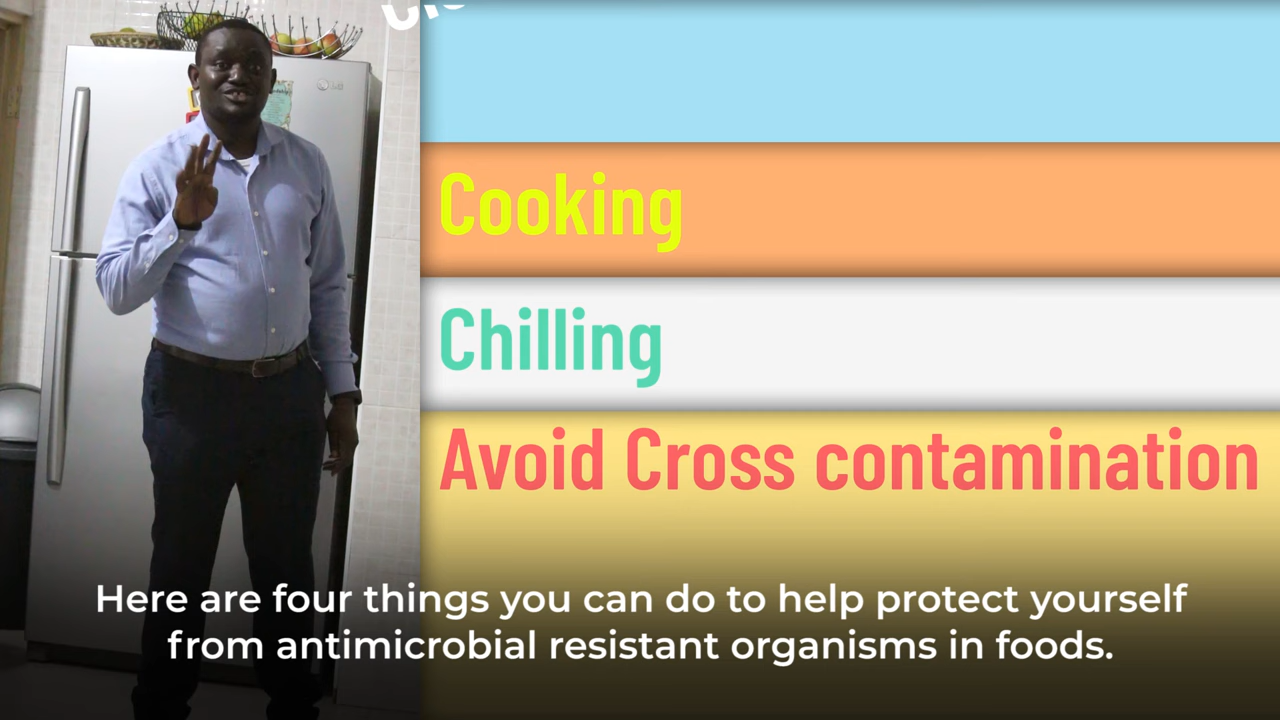 Cooking
Chilling
Avoid Cross contamination
Here are four things you can do to help protect yourself
from antimicrobial resistant organisms in foods.